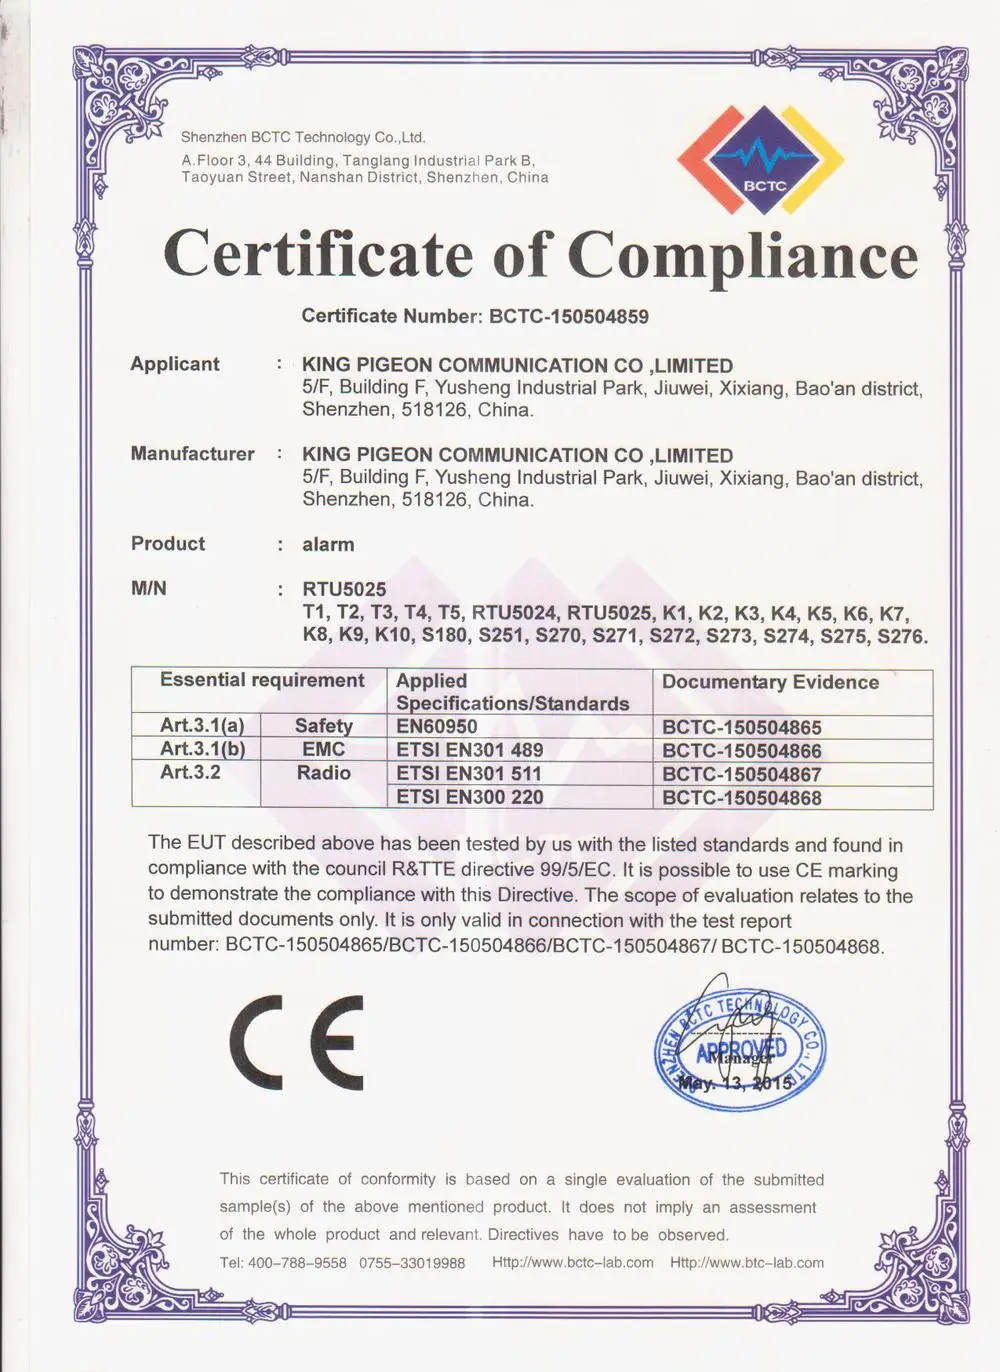 Shenzhen BCTC Technology Co.,Ltd.
A.Floor 3, 44 Building, Tanglang Industrial Park B,
Taoyuan Street, Nanshan District, Shenzhen, China
BCTC
Certificate of Compliance
Certificate Number: BCTC-150504859
Applicant : KING PIGEON COMMUNICATION CO ,LIMITED
5/F, Building F, Yusheng Industrial Park, Jiuwei, Xixiang, Bao'an district,
Shenzhen, 518126, China.
Manufacturer : KING PIGEON COMMUNICATION CO ,LIMITED
5/F, Building F, Yusheng Industrial Park, Jiuwei, Xixiang, Bao'an district,
Shenzhen, 518126, China.
Product : alarm
M/N : RTU5025
T1, T2, T3, T4, T5, RTU5024, RTU5025, K1, K2, K3, K4, K5, K6, K7,
K8, K9, K10, S180, S251, S270, S271, S272, S273, S274, S275, S276.
Essential requirement Applied Documentary Evidence
Specifications/Standards
Art.3.1(a) Safety EN60950 BCTC-150504865
Art.3.1(b) EMC ETSI EN301 489 BCTC-150504866
Art.3.2 Radio ETSI EN301 511 BCTC-150504867
ETSI EN300 220 BCTC-150504868
The EUT described above has been tested by us with the listed standards and found in
compliance with the council R&TTE directive 99/5/EC. It is possible to use CE marking
to demonstrate the compliance with this Directive. The scope of evaluation relates to the
submitted documents only. It is only valid in connection with the test report
number: BCTC-150504865/BCTC-150504866/BCTC-150504867/ BCTC-150504868.
CE
SHENZHEN BCTC TECHNOLOGY CO., LTD
APPROVED
Manager
May. 13, 2015
This certificate of conformity is based on a single evaluation of the submitted
sample(s) of the above mentioned product. It does not imply an assessment
of the whole product and relevant. Directives have to be observed.
Tel: 400-788-9558 0755-33019988 Http://www.bctc-lab.com Http://www.btc-lab.com